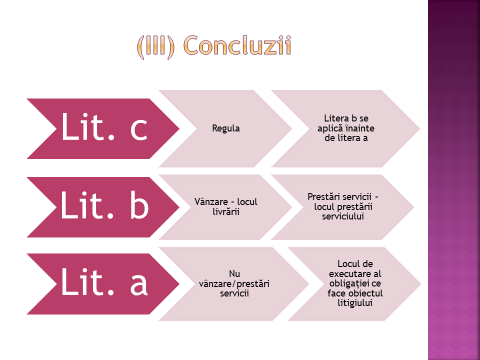 (III) Concluzii
Lit. c
Regula
Litera b se
aplică înainte
de litera a
Lit. b
Vânzare – locul
livrării
Prestări servicii –
locul prestării
serviciului
Lit. a
Nu
vânzare/prestări
servicii
Locul de
executare al
obligației ce
face obiectul
litigiului